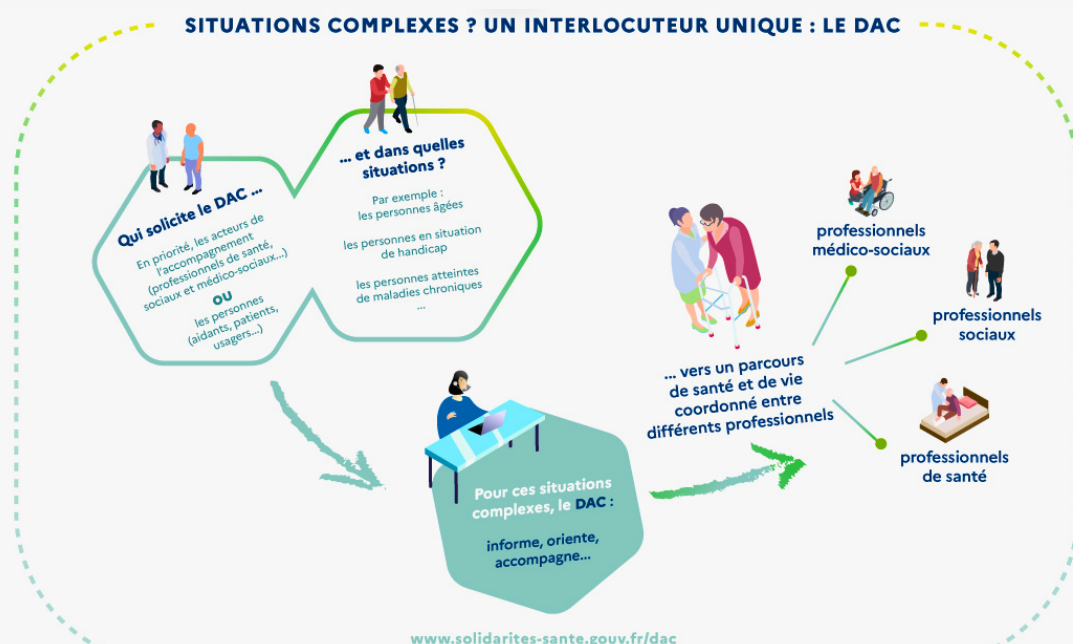 SITUATIONS COMPLEXES ? UN INTERLOCUTEUR UNIQUE : LE DAC
Qui solicite le DAC ...
En priorité, les acteurs de
l'accompagnement
(professionnels de santé,
sociaux et médico-sociaux...)
OU
les personnes
(aidants, patients,
usagers...)
... et dans quelles
situations ?
Par exemple :
les personnes âgées
les personnes en situation
de handicap
les personnes atteintes
de maladies chroniques
...
Pour ces situations
complexes, le DAC :
informe, oriente,
accompagne...
... vers un parcours
de santé et de vie
coordonné entre
différents professionnels
professionnels
médico-sociaux
professionnels
sociaux
professionnels
de santé
www.solidarites-sante.gouv.fr/dac